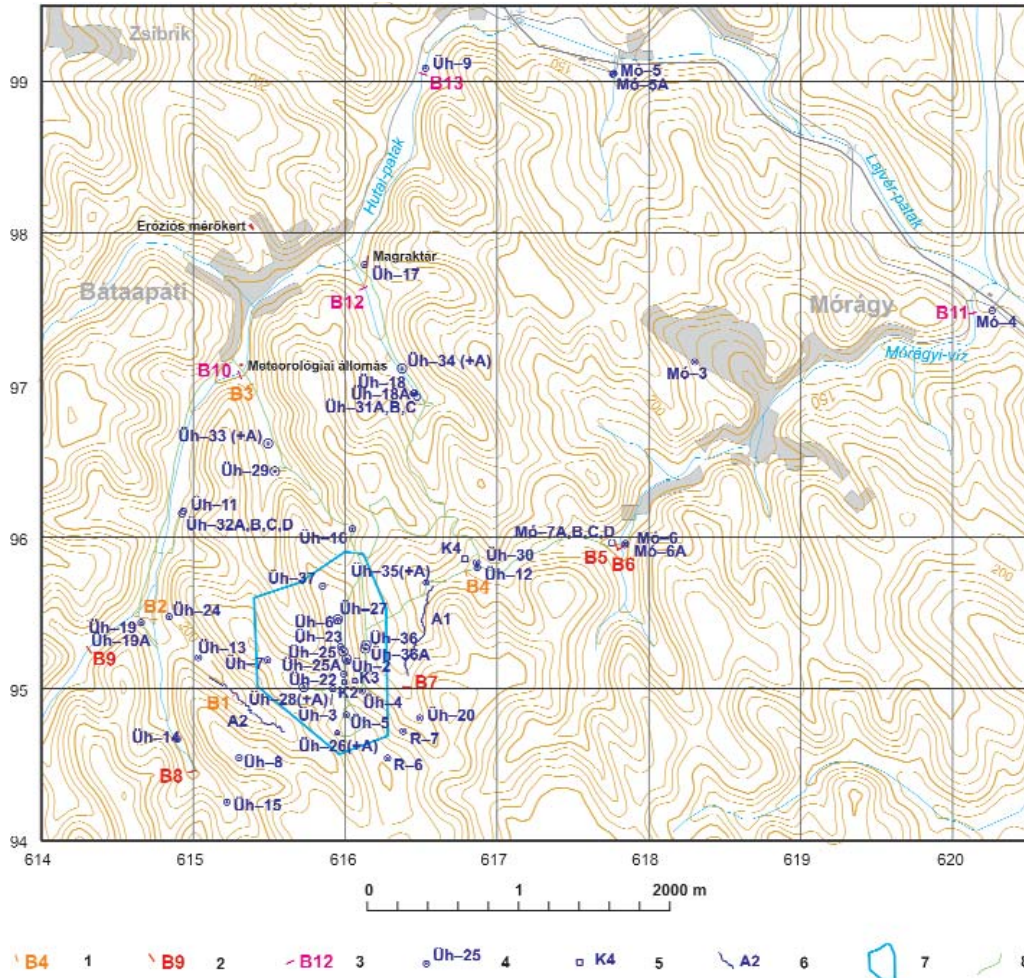 Zsibrik
Üh–9
B13
Mó–5
Mó–5A
150
99
Hutai-patak
Lajvér-patak
Eróziós mérőkert
98
Magraktár
Üh–17
B12
Bátaapáti
Mórágy
B11
Mó–4
Mórágyi-víz
B10
Meteorológiai állomás
Üh–34 (+A)
Mó–3
97
B3
Üh–18
Üh–18A
Üh–31A,B,C
200
150
Üh–33 (+A)
Üh–29
Üh–11
Üh–32A,B,C,D
Mó–7A,B,C,D
Mó–6
Mó–6A
96
Üh–16
K4
Üh–30
B5
B6
Üh–35(+A)
Üh–12
B4
200
Üh–37
B2
Üh–24
Üh–27
A1
Üh–6
Üh–19
Üh–19A
Üh–23
Üh–36
B9
Üh–13
Üh–25
Üh–36A
Üh–7
Üh–25A
Üh–2
Üh–22
K3
B7
95
B1
Üh–28(+A)
K2
Üh–4
A2
Üh–3
Üh–5
Üh–20
Üh–14
Üh–26(+A)
R–7
Üh–8
R–6
B8
Üh–15
94
614
615
616
617
618
619
620
0 1 2000 m
B4 1 B9 2 B12 3 Üh–25 4 K4 5 A2 6 7 8